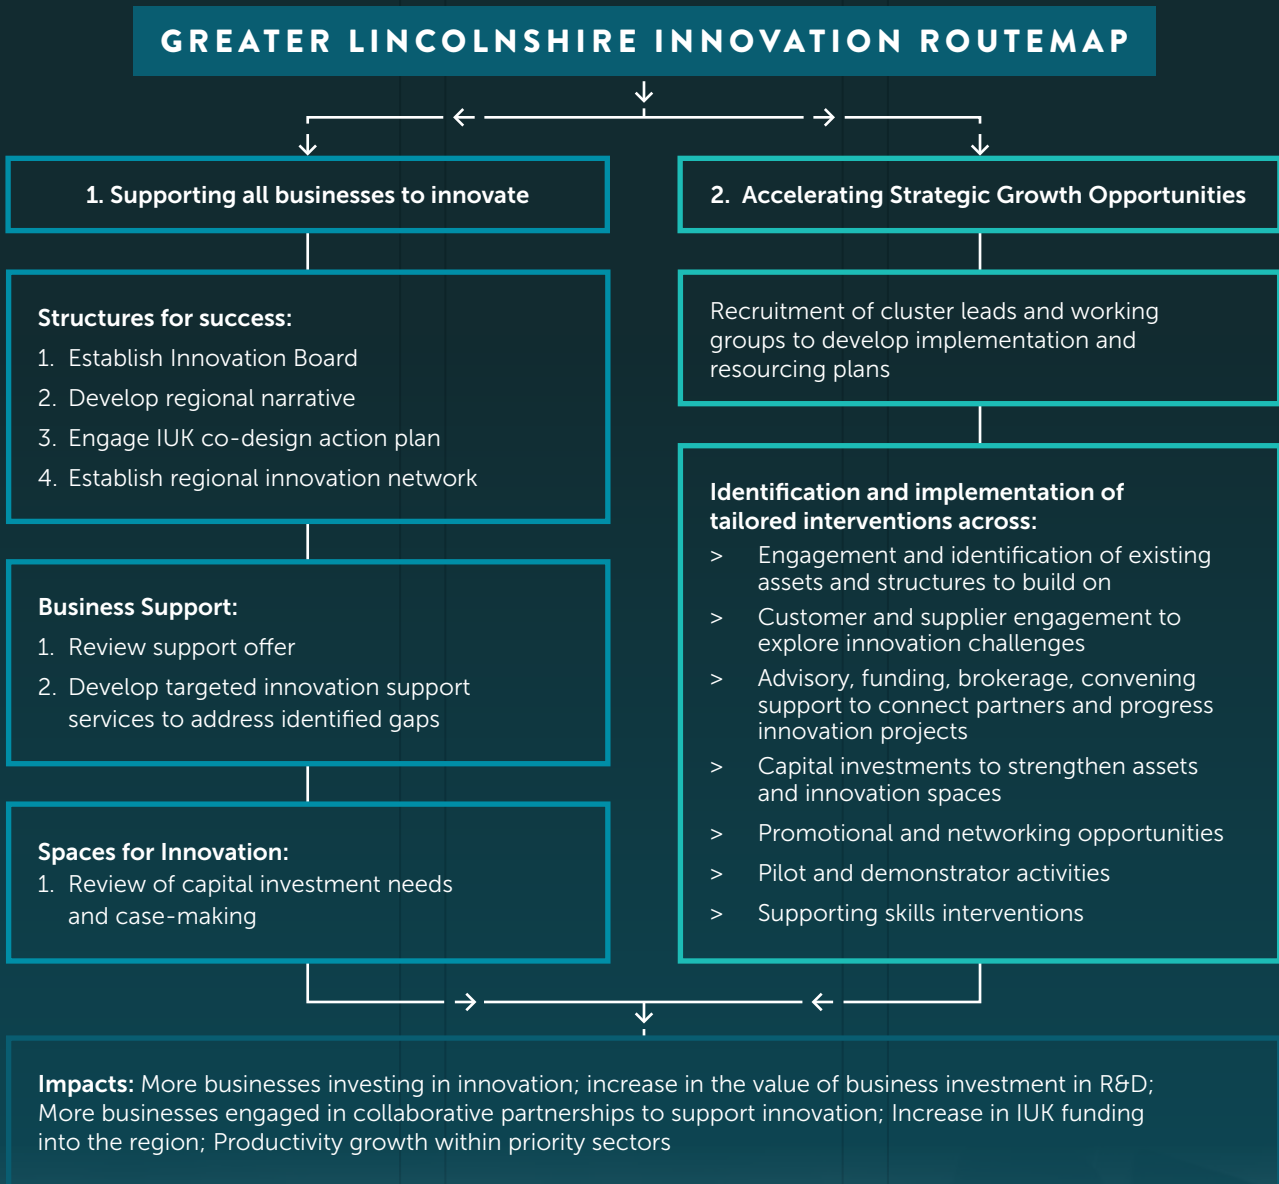 GREATER LINCOLNSHIRE INNOVATION ROUTEMAP
1. Supporting all businesses to innovate
Structures for success:
1. Establish Innovation Board
2. Develop regional narrative
3. Engage IUK co-design action plan
4. Establish regional innovation network
Business Support:
1. Review support offer
2. Develop targeted innovation support
services to address identified gaps
Spaces for Innovation:
1. Review of capital investment needs
and case-making
2. Accelerating Strategic Growth Opportunities
Recruitment of cluster leads and working
groups to develop implementation and
resourcing plans
Identification and implementation of
tailored interventions across:
> Engagement and identification of existing
assets and structures to build on
> Customer and supplier engagement to
explore innovation challenges
> Advisory, funding, brokerage, convening
support to connect partners and progress
innovation projects
> Capital investments to strengthen assets
and innovation spaces
> Promotional and networking opportunities
> Pilot and demonstrator activities
> Supporting skills interventions
Impacts: More businesses investing in innovation; increase in the value of business investment in R&D;
More businesses engaged in collaborative partnerships to support innovation; Increase in IUK funding
into the region; Productivity growth within priority sectors